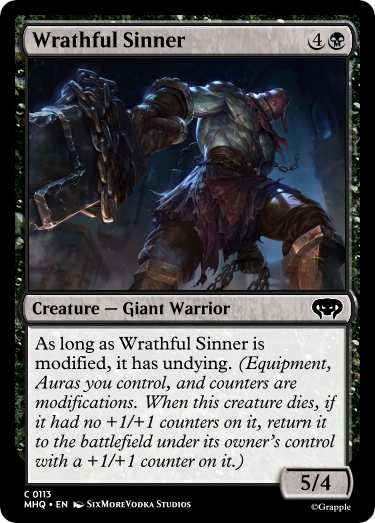 Wrathful Sinner 4
Creature — Giant Warrior
As long as Wrathful Sinner is
modified, it has undying. (Equipment,
Auras you control, and counters are
modifications. When this creature dies, if
it had no +1/+1 counters on it, return it
to the battlefield under its owner's control
with a +1/+1 counter on it.)
5/4
C 0113
MHQ • EN SixMoreVodka Studios
©Grapple